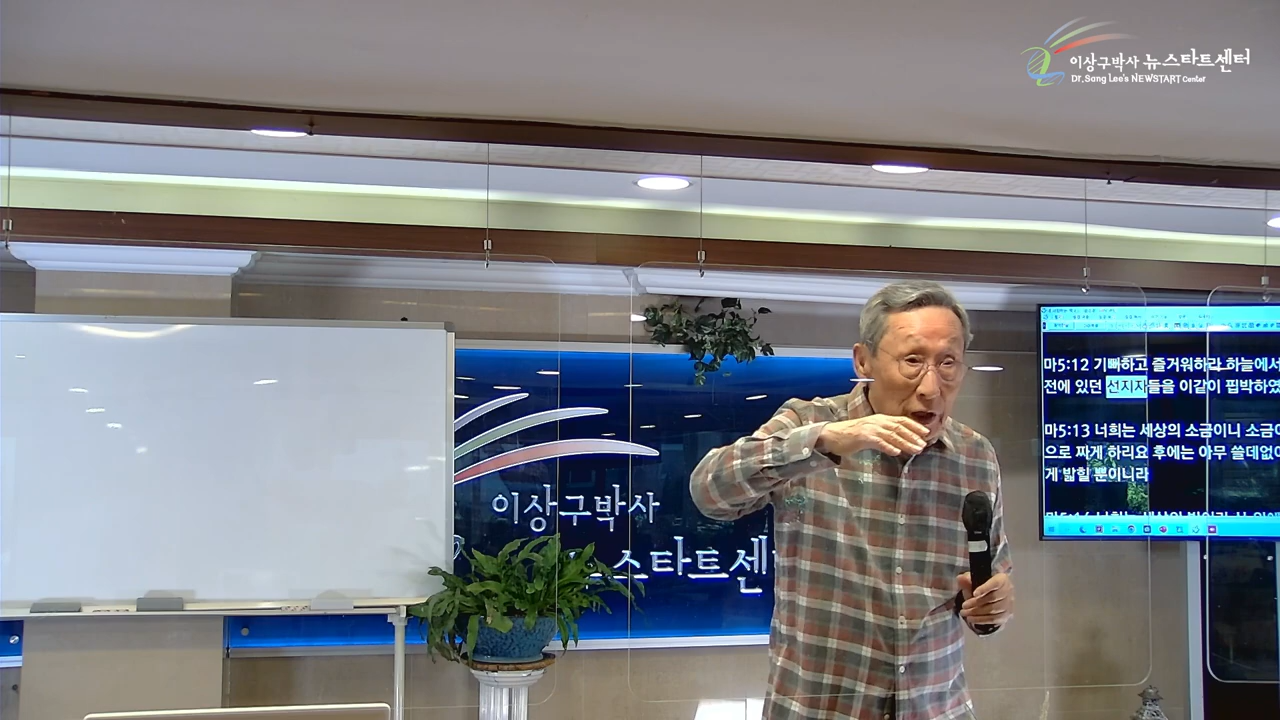 이상구박사 뉴스타트센터
Dr. Sang Lee's NEWSTART Center
이상구박사
스타트센
마5:12 기뻐하고 즐거워하라 하늘에서
전에 있던 선지자들을 이같이 핍박하였
마5:13 너희는 세상의 소금이니 소금이
으로 짜게 하리요 후에는 아무 쓸데없어
게 밟힐 뿐이니라